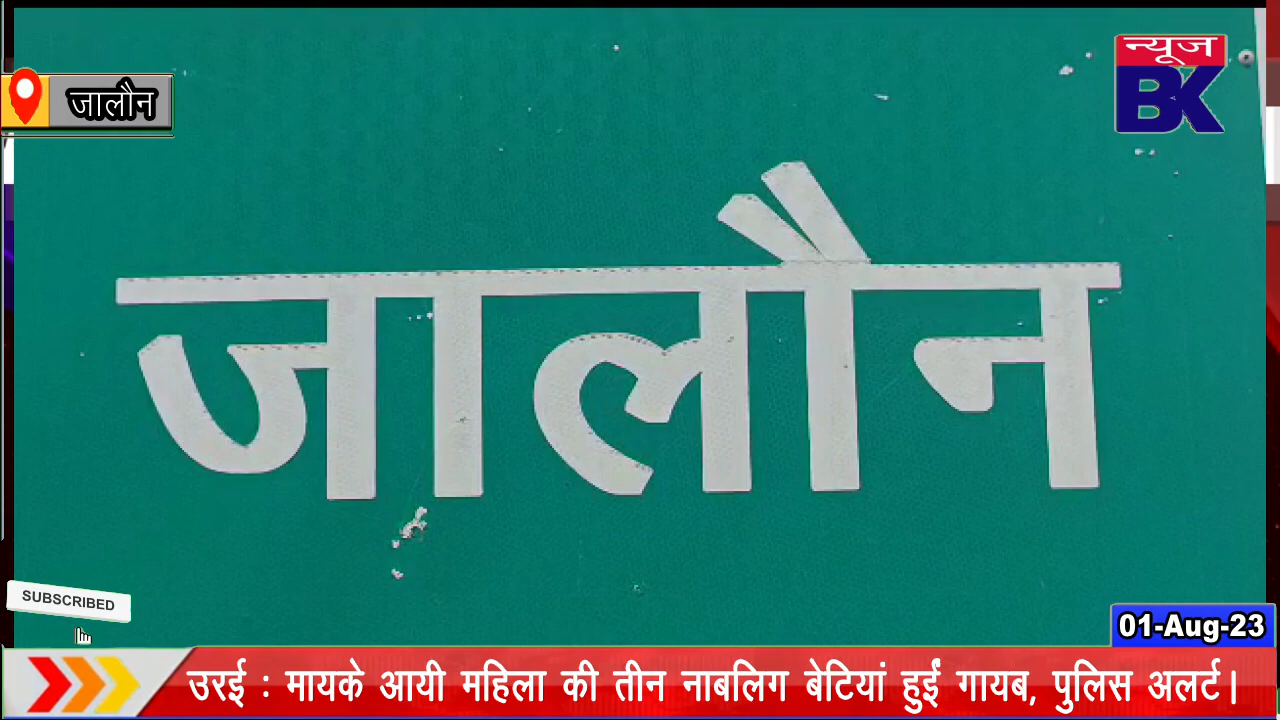 न्यूज
BK
जालौन
जालौन
SUBSCRIBED
01-Aug-23
उरई : मायके आयी महिला की तीन नाबलिग बेटियां हुईं गायब, पुलिस अलर्ट।